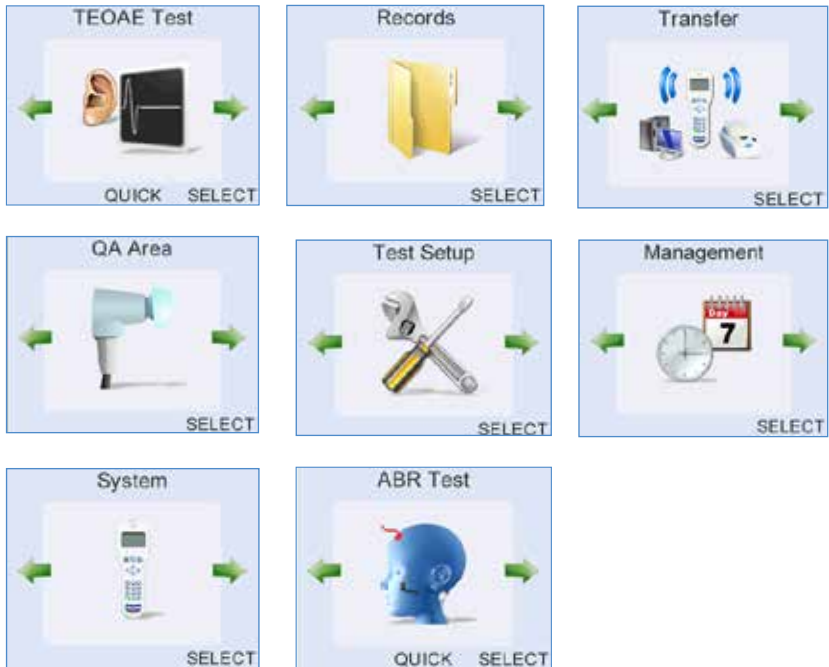 TEOAE Test
QUICK SELECT
Records
SELECT
Transfer
SELECT
QA Area
SELECT
Test Setup
SELECT
Management
Day
7
SELECT
System
SELECT
ABR Test
QUICK SELECT